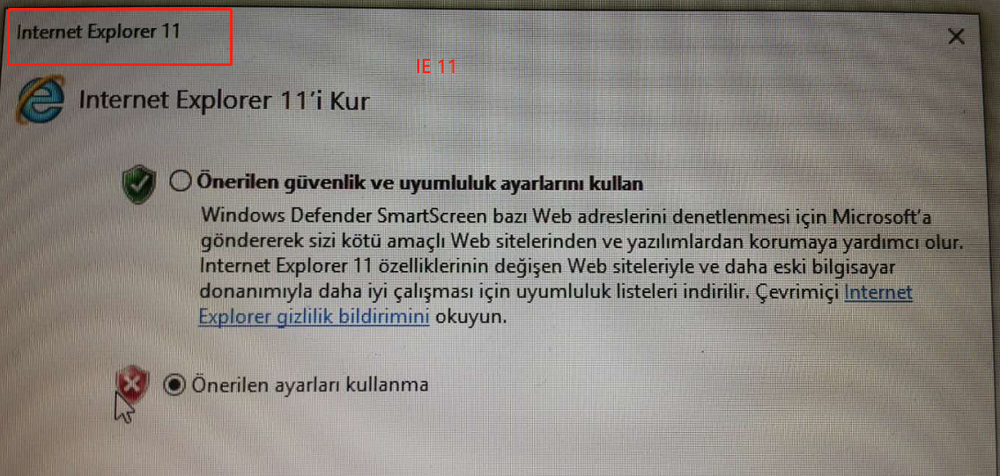 Internet Explorer 11
IE 11
Internet Explorer 11'i Kur
Önerilen güvenlik ve uyumluluk ayarlarını kullan
Windows Defender SmartScreen bazı Web adreslerini denetlenmesi için Microsoft'a
göndererek sizi kötü amaçlı Web sitelerinden ve yazılımlardan korumaya yardımcı olur.
Internet Explorer 11 özelliklerinin değişen Web siteleriyle ve daha eski bilgisayar
donanımıyla daha iyi çalışması için uyumluluk listeleri indirilir. Çevrimiçi Internet
Explorer gizlilik bildirimini okuyun.
Önerilen ayarları kullanma